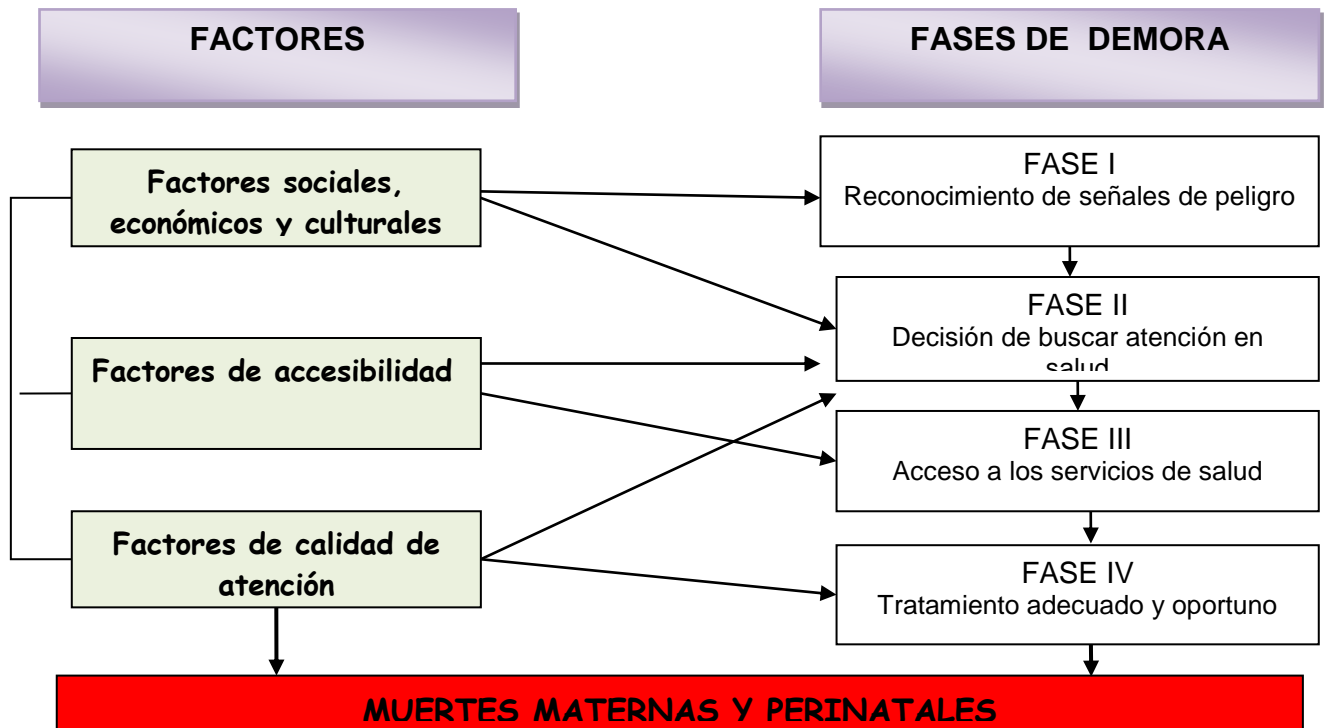 FACTORES
FASES DE DEMORA
Factores sociales,
económicos y culturales
Factores de accesibilidad
Factores de calidad de
atención
FASE I
Reconocimiento de señales de peligro
FASE II
Decisión de buscar atención en
salud
FASE III
Acceso a los servicios de salud
FASE IV
Tratamiento adecuado y oportuno
MUERTES MATERNAS Y PERINATALES